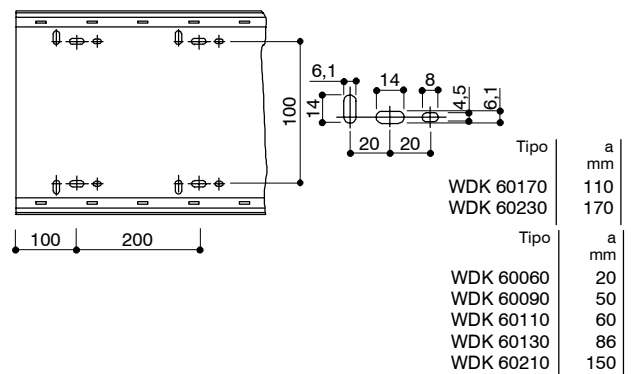 6,1
14
8
14
4,5
6,1
100
20
20
100
200
Tipo a
mm
WDK 60170 110
WDK 60230 170
Tipo a
mm
WDK 60060 20
WDK 60090 50
WDK 60110 60
WDK 60130 86
WDK 60210 150